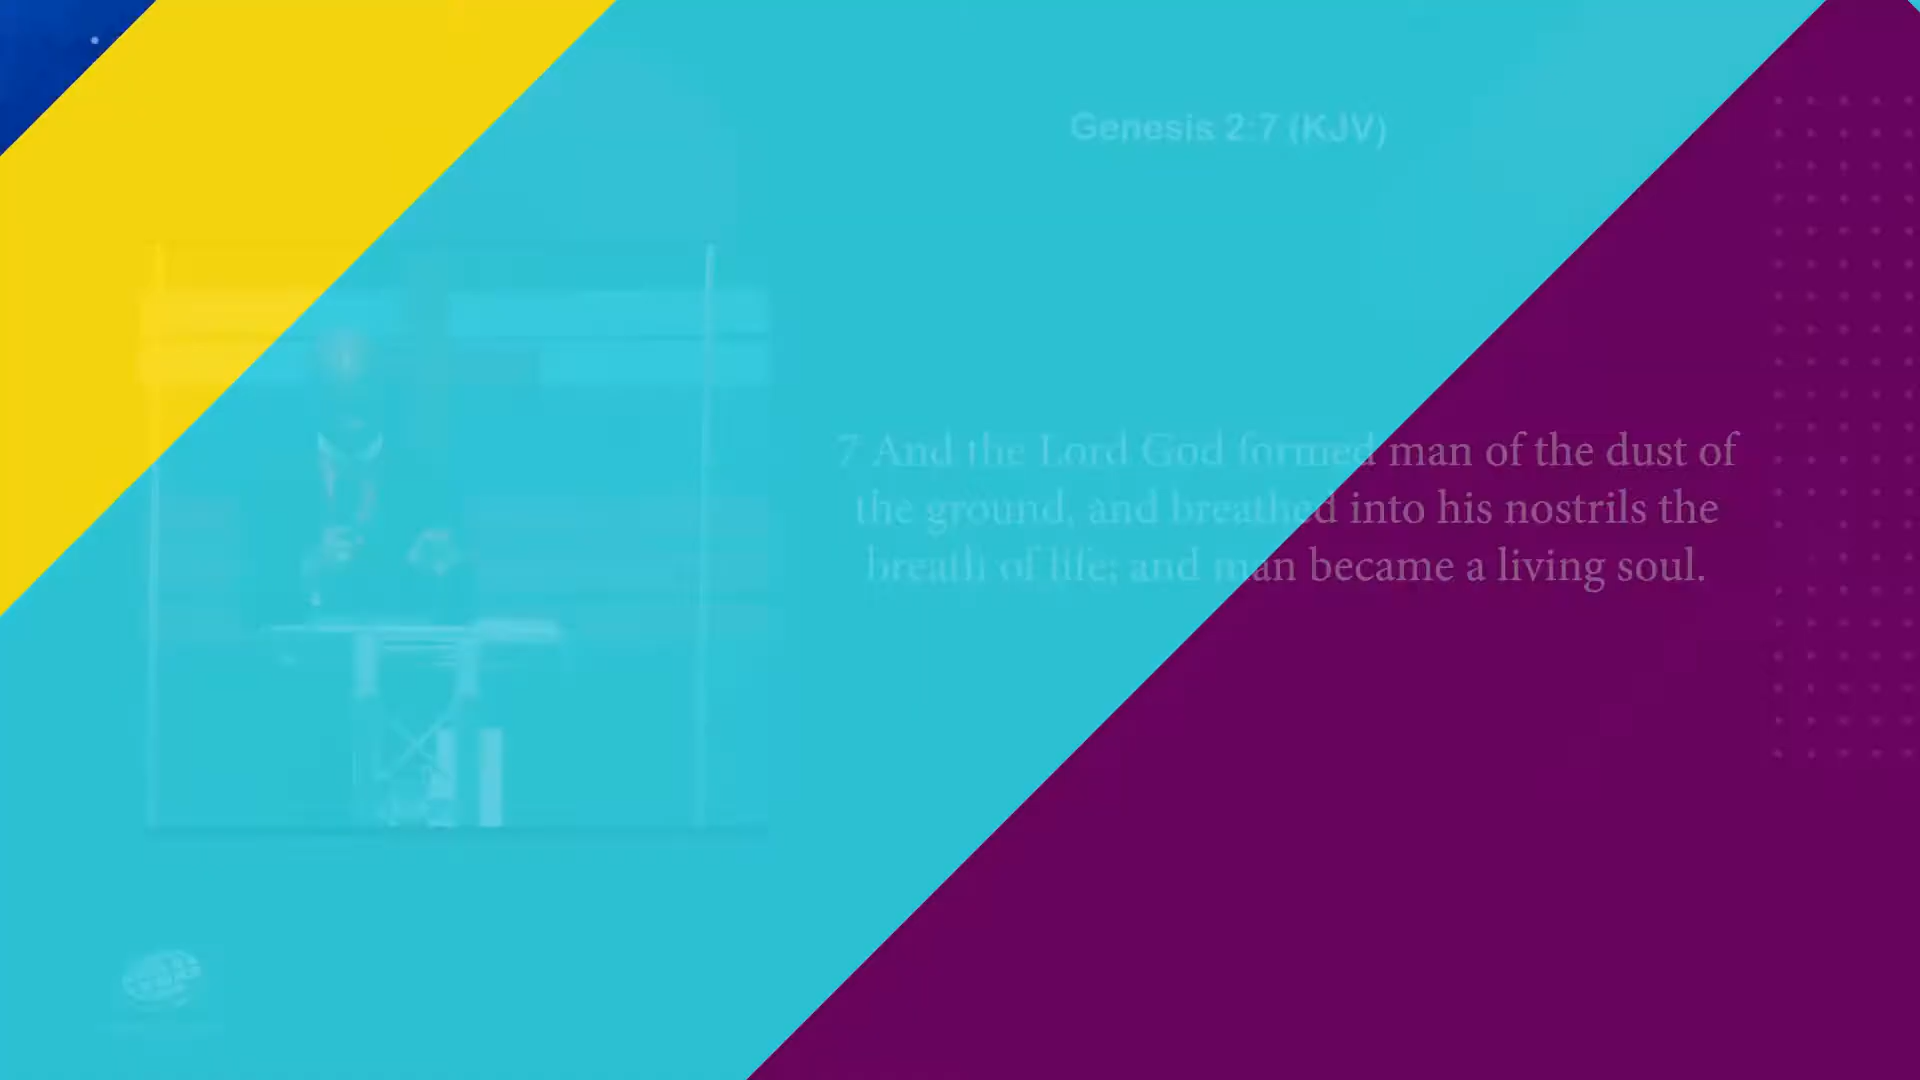 Genesis 2:7 (KJV)
7 And the Lord God formed man of the dust of
the ground, and breathed into his nostrils the
breath of life; and man became a living soul.